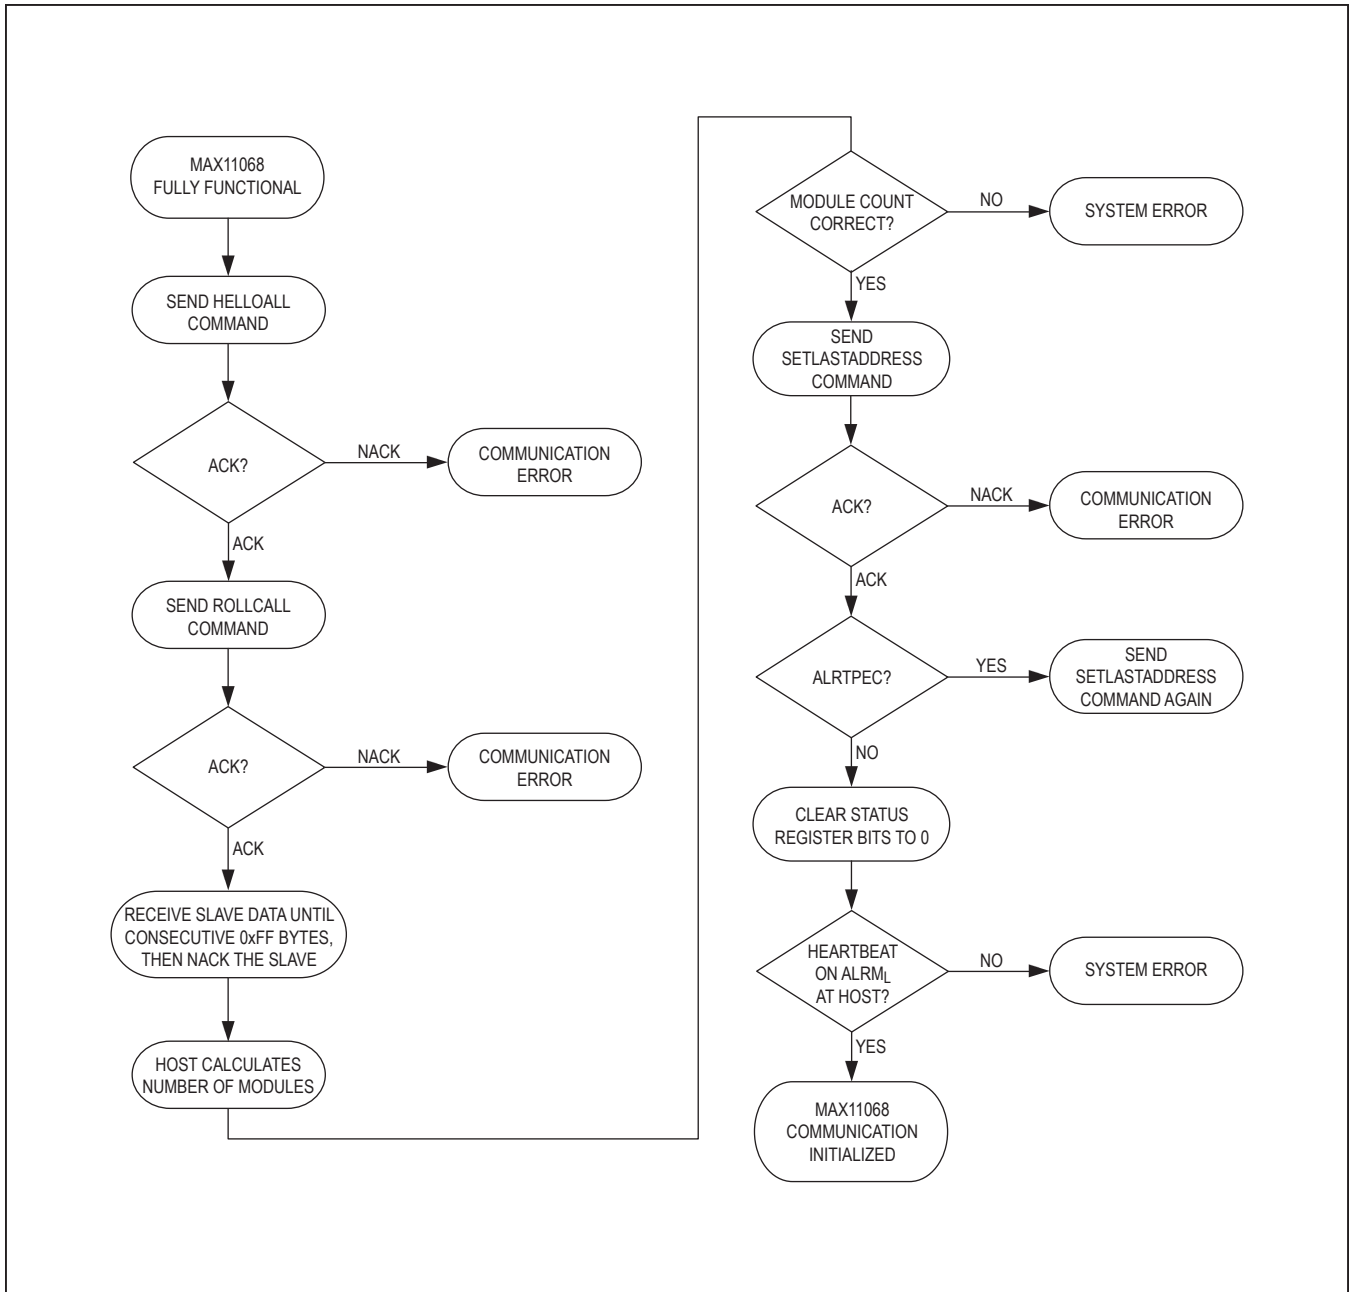 MAX11068
FULLY FUNCTIONAL
SEND HELLOALL
COMMAND
ACK?
NACK
COMMUNICATION
ERROR
ACK
SEND ROLLCALL
COMMAND
ACK?
NACK
COMMUNICATION
ERROR
ACK
RECEIVE SLAVE DATA UNTIL
CONSECUTIVE 0xFF BYTES,
THEN NACK THE SLAVE
HOST CALCULATES
NUMBER OF MODULES
MODULE COUNT
CORRECT?
NO
SYSTEM ERROR
YES
SEND
SETLASTADDRESS
COMMAND
ACK?
NACK
COMMUNICATION
ERROR
ACK
ALRTPEC?
YES
SEND
SETLASTADDRESS
COMMAND AGAIN
NO
CLEAR STATUS
REGISTER BITS TO 0
HEARTBEAT
ON ALRML
AT HOST?
NO
SYSTEM ERROR
YES
MAX11068
COMMUNICATION
INITIALIZED